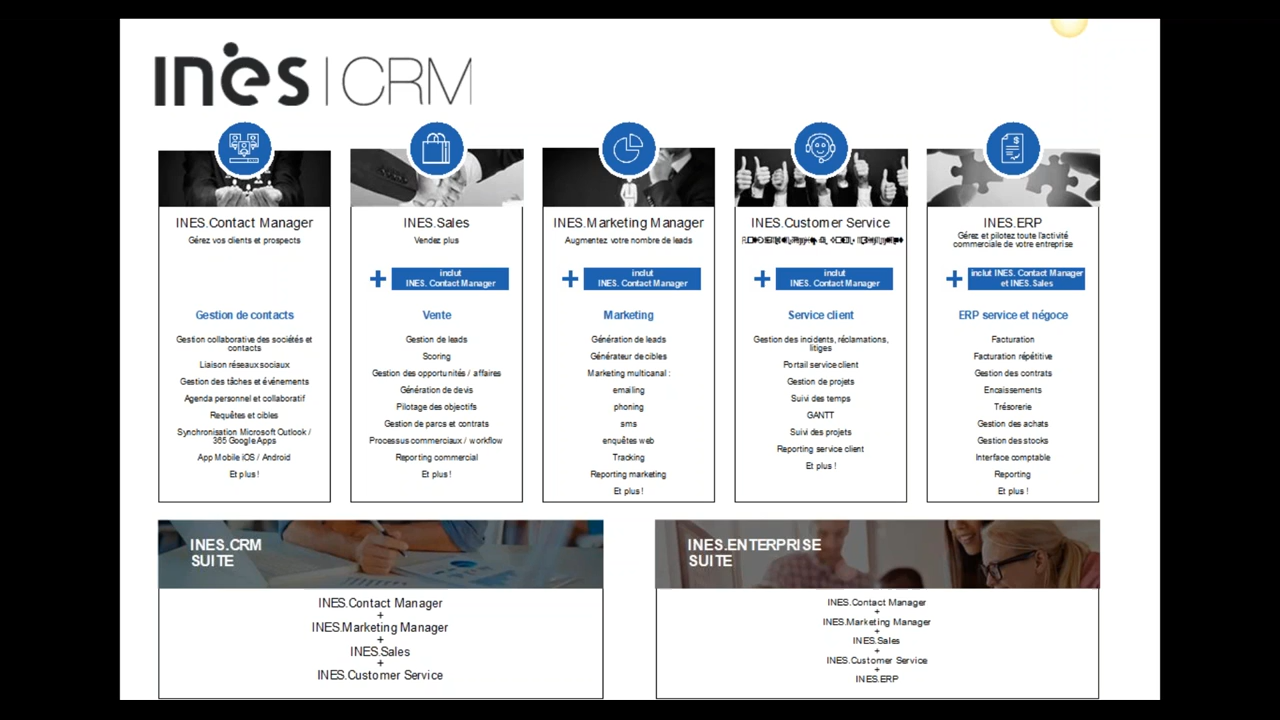 INES | CRM
INES.Contact Manager
Gérez vos clients et prospects
Gestion de contacts
Gestion collaborative des sociétés et
contacts
Liaison réseaux sociaux
Gestion des tâches et événements
Agenda personnel et collaboratif
Requêtes et cibles
Synchronisation Microsoft Outlook /
365 Google Apps
App Mobile iOS / Android
Et plus !
INES.Sales
Vendez plus
+
inclut
INES. Contact Manager
Vente
Gestion de leads
Scoring
Gestion des opportunités / affaires
Génération de devis
Pilotage des objectifs
Gestion de parcs et contrats
Processus commerciaux / workflow
Reporting commercial
Et plus !
INES.Marketing Manager
Augmentez votre nombre de leads
+
inclut
INES. Contact Manager
Marketing
Génération de leads
Générateur de cibles
Marketing multicanal :
emailing
phoning
sms
enquêtes web
Tracking
Reporting marketing
Et plus !
INES.Customer Service
+
inclut
INES. Contact Manager
Service client
Gestion des incidents, réclamations,
litiges
Portail service client
Gestion de projets
Suivi des temps
GANTT
Suivi des projets
Reporting service client
Et plus !
INES.ERP
Gérez et pilotez toute l'activité
commerciale de votre entreprise
+
inclut INES. Contact Manager
et INES.Sales
ERP service et négoce
Facturation
Facturation répétitive
Gestion des contrats
Encaissements
Trésorerie
Gestion des achats
Gestion des stocks
Interface comptable
Reporting
Et plus !
INES.CRM
SUITE
INES.Contact Manager
+
INES.Marketing Manager
+
INES.Sales
+
INES.Customer Service
INES.ENTERPRISE
SUITE
INES.Contact Manager
+
INES.Marketing Manager
+
INES.Sales
+
INES.Customer Service
+
INES.ERP